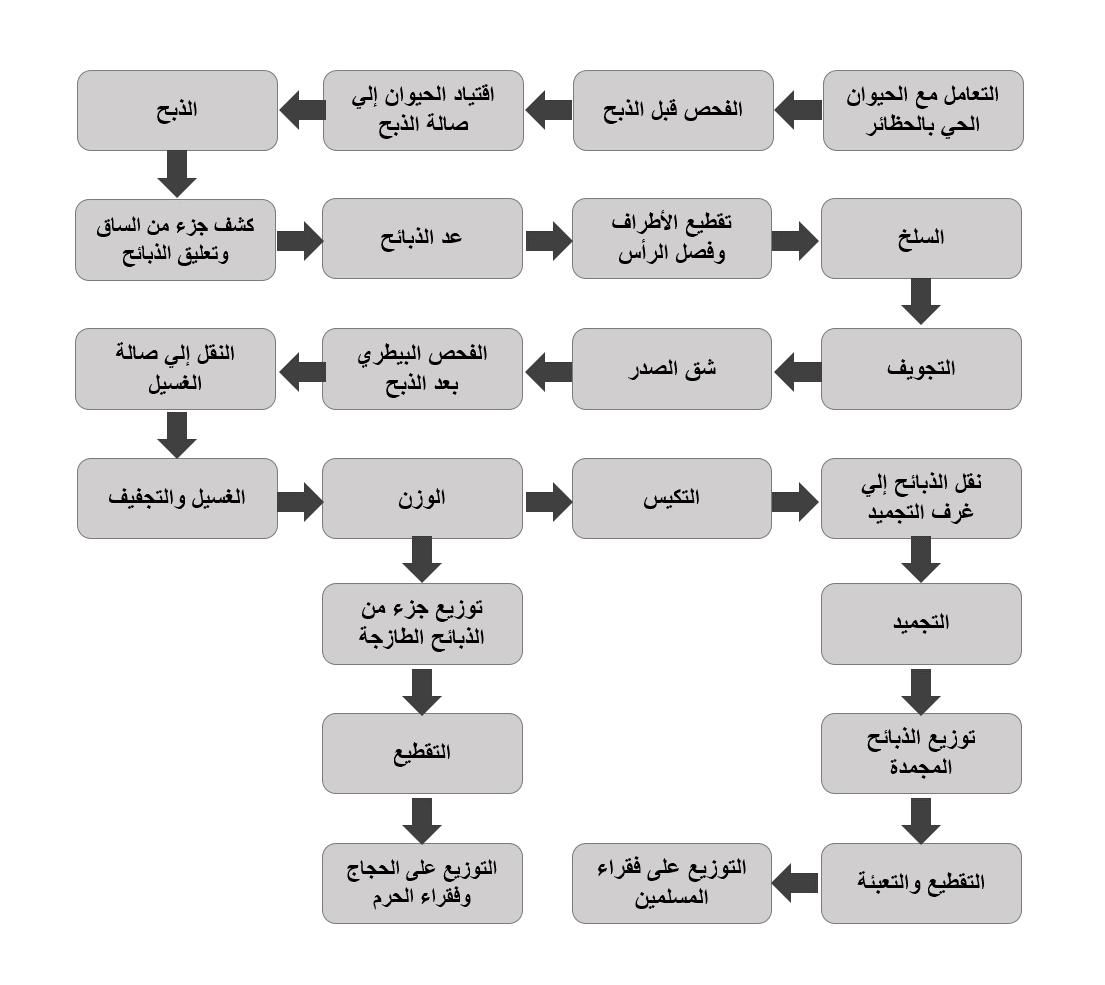 التعامل مع الحيوان
الحي بالحظائر
الفحص قبل الذبح
اقتياد الحيوان إلي
صالة الذبح
الذبح
كشف جزء من الساق
وتعليق الذبائح
عد الذبائح
تقطيع الأطراف
وفصل الرأس
السلخ
التجويف
شق الصدر
الفحص البيطري
بعد الذبح
النقل إلي صالة
الغسيل
الغسيل والتجفيف
الوزن
التكيس
نقل الذبائح إلي
غرف التجميد
توزيع جزء من
الذبائح الطازجة
التجميد
التقطيع
توزيع الذبائح
المجمدة
التوزيع على الحجاج
وفقراء الحرم
التقطيع والتعبئة
التوزيع على فقراء
المسلمين